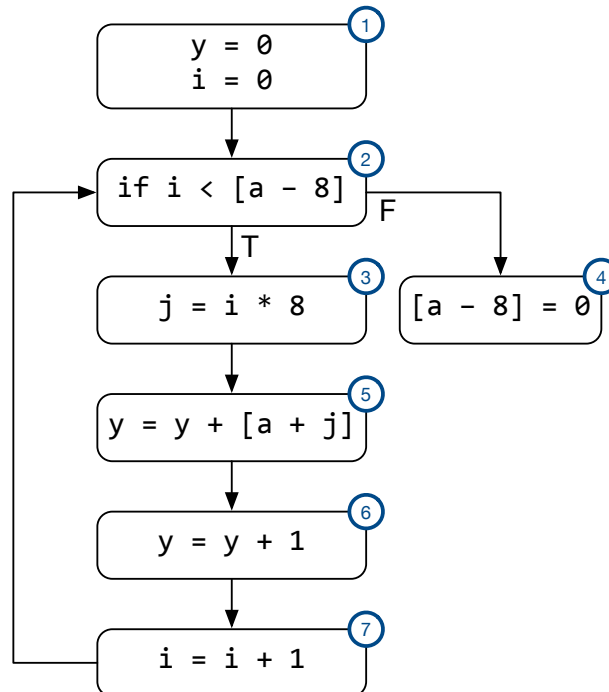 1
y = 0
i = 0
2
if i < [a – 8]
F
T
3
j = i * 8
4
[a – 8] = 0
5
y = y + [a + j]
6
y = y + 1
7
i = i + 1